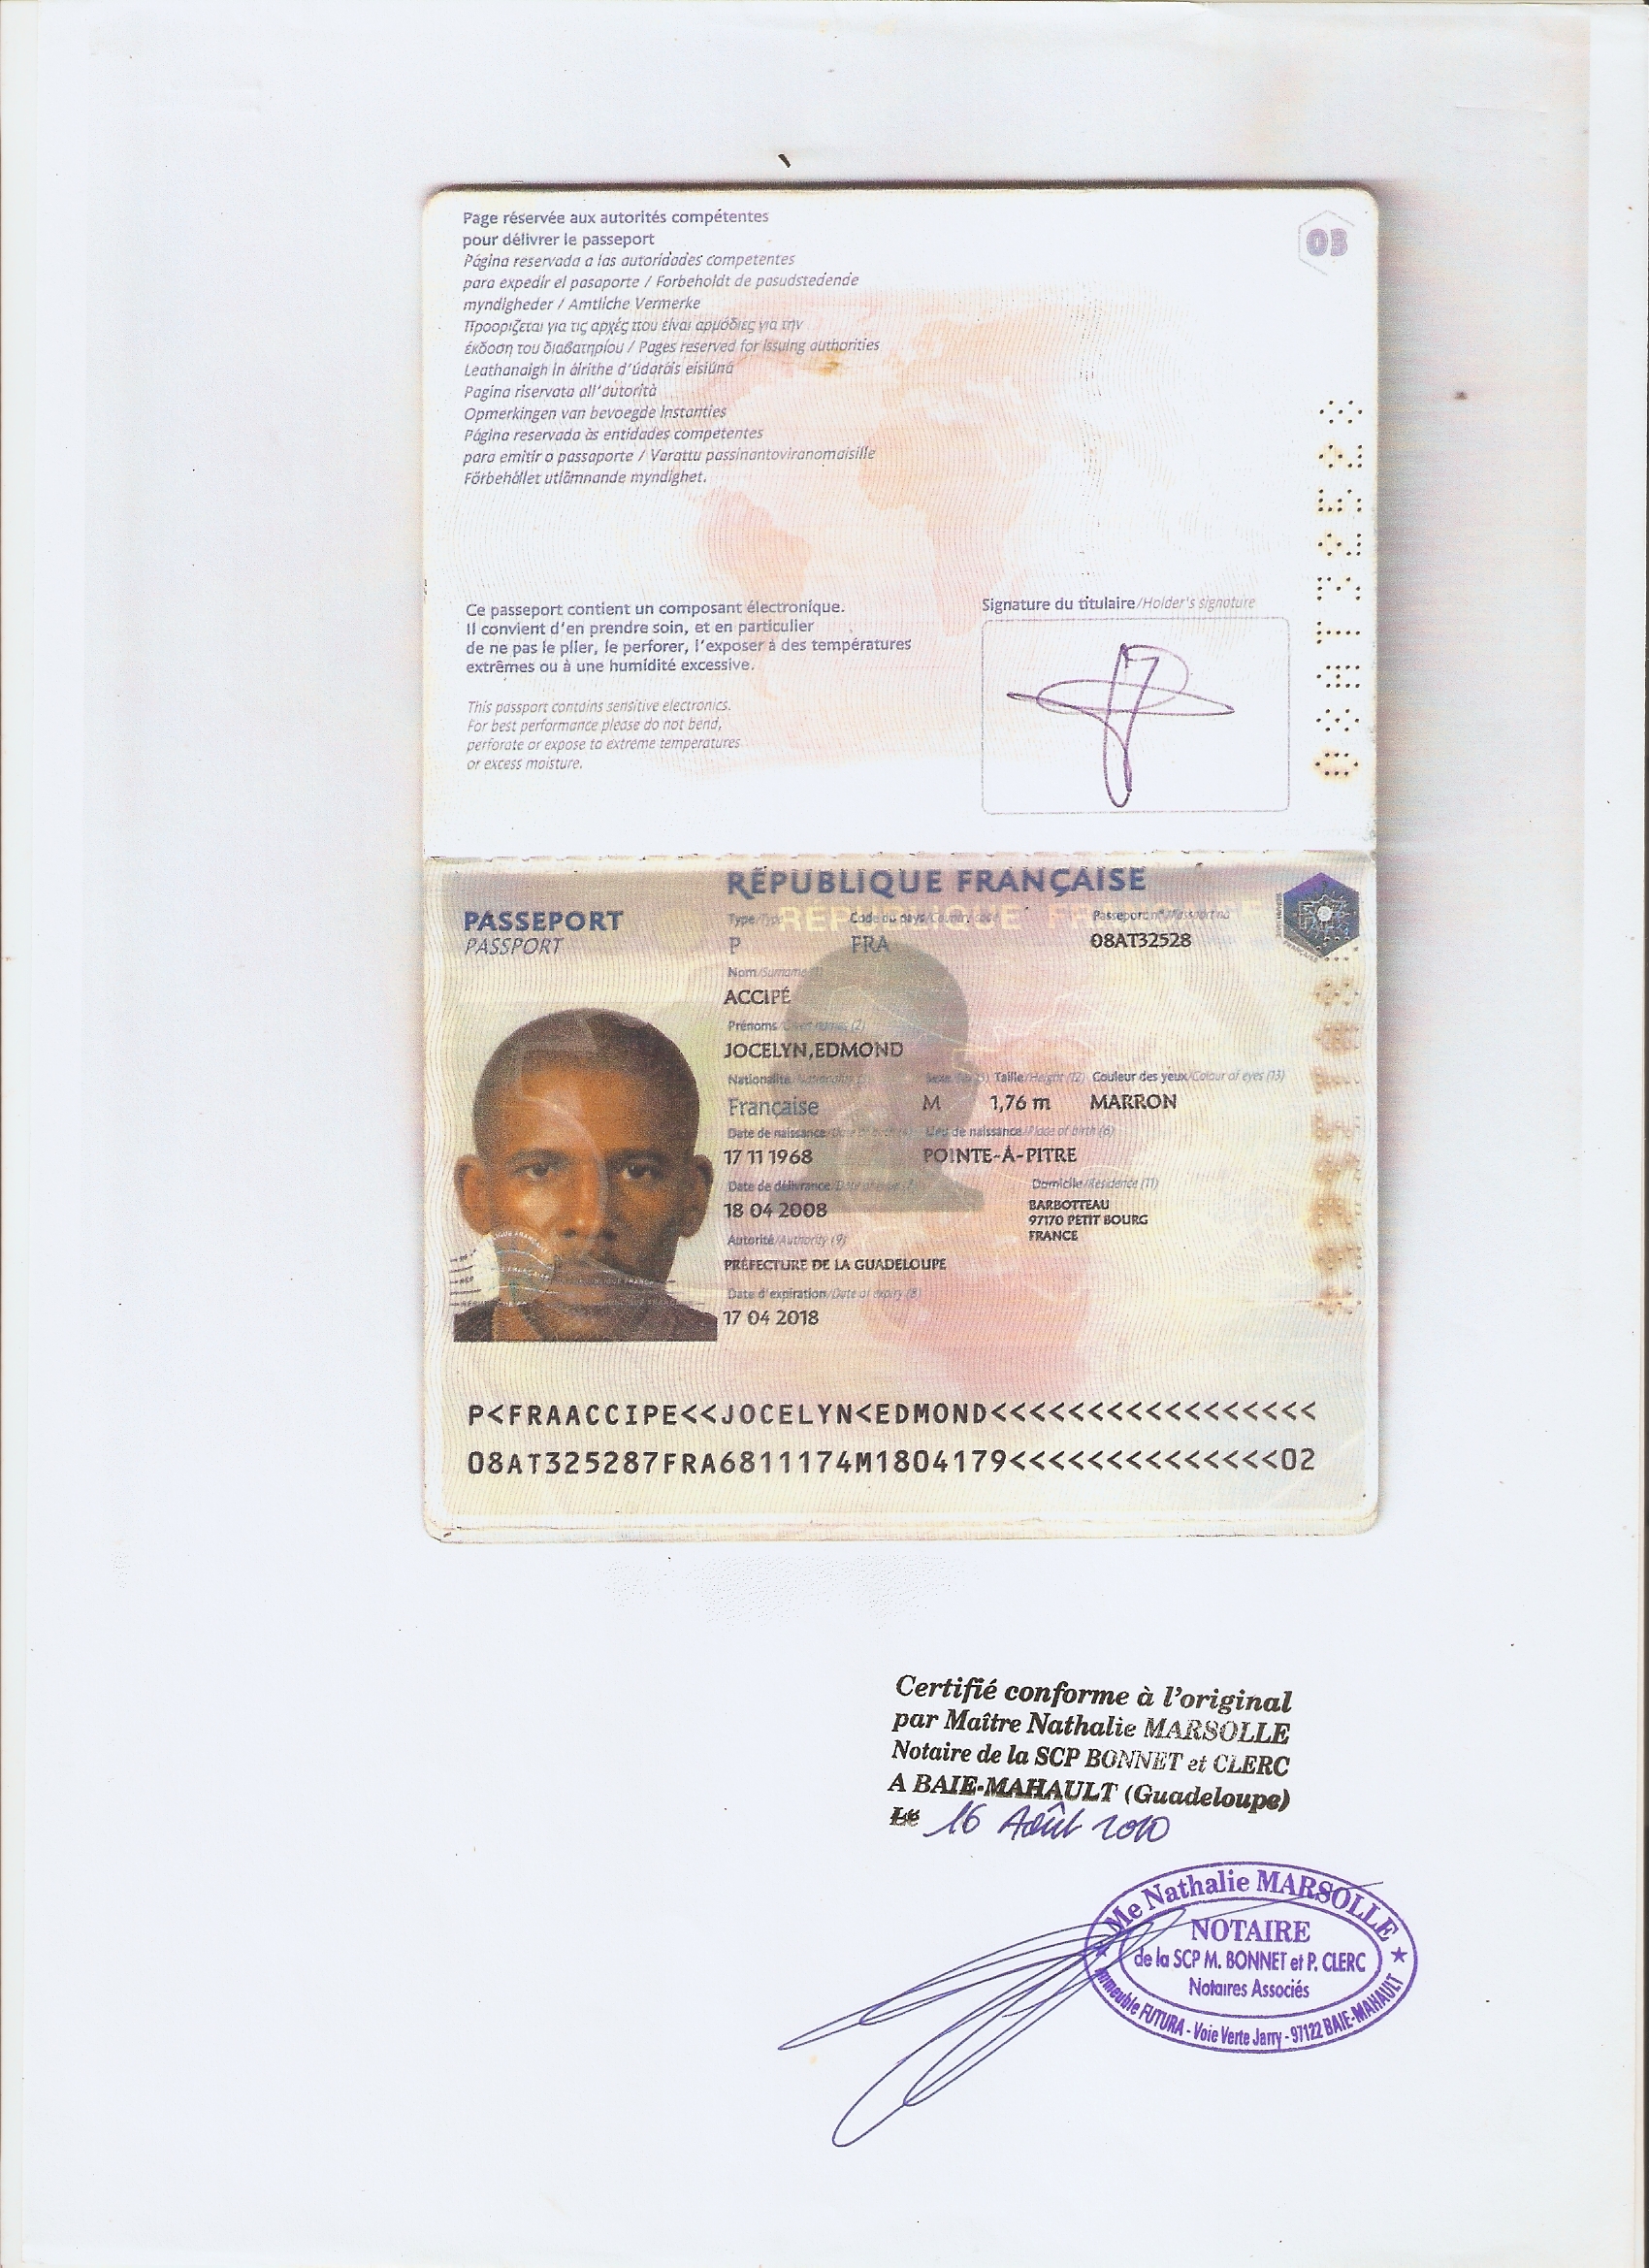 Page réservée aux autorités compétentes
pour délivrer le passeport
03
Página reservada a las autoridades competentes
para expedir el pasaporte / Forbeholdt de pasudstedende
myndigheder / Amtliche Vermerke
Προορίζεται για τις αρχές που είναι αρμόδιες για την
έκδοση του διαβατηρίου / Pages reserved for issuing authorities
Leathanaigh in áirithe d'údaráis eisiúna
Pagina riservata all'autorità
Opmerkingen van bevoegde Instanties
Página reservada às entidades competentes
para emitir o passaporte / Varattu passinantoviranomaisille
Förbehållet utlämnande myndighet.
Ce passeport contient un composant électronique.
Il convient d'en prendre soin, et en particulier
de ne pas le plier, le perforer, l'exposer à des températures
extrêmes ou à une humidité excessive.
This passport contains sensitive electronics.
For best performance please do not bend,
perforate or expose to extreme temperatures
or excess moisture.
Signature du titulaire/Holder's signature
08AT32528
RÉPUBLIQUE FRANÇAISE
RÉPUBLIQUE FRANÇAISE
PASSEPORT
PASSPORT
Type/Type Code du pays/Country code Passeport n°/Passport no
P FRA 08AT32528
Nom/Surname (1)
ACCIPÉ
Prénoms/Given names (2)
JOCELYN,EDMOND
Nationalité/Nationality Sexe/Sex Taille/Height (12) Couleur des yeux/Colour of eyes (13)
Française M 1,76 m MARRON
Date de naissance/Date of birth (4) Lieu de naissance/Place of birth (6)
17 11 1968 POINTE-À-PITRE
Date de délivrance/Date of issue Domicile/Residence (11)
18 04 2008 BARBOTTEAU
97170 PETIT BOURG
FRANCE
Autorité/Authority (9)
PRÉFECTURE DE LA GUADELOUPE
Date d'expiration/Date of expiry (8)
17 04 2018
P<FRAACCIPE<<JOCELYN<EDMOND<<<<<<<<<<<<<<<<<
08AT325287FRA6811174M1804179<<<<<<<<<<<<<<02
Certifié conforme à l'original
par Maître Nathalie MARSOLLE
Notaire de la SCP BONNET et CLERC
A BAIE-MAHAULT (Guadeloupe)
Le 16 Août 2010
Me Nathalie MARSOLLE
NOTAIRE
de la SCP M. BONNET et P. CLERC
Notaires Associés
Immeuble FUTURA - Voie Verte Jarry - 97122 BAIE-MAHAULT